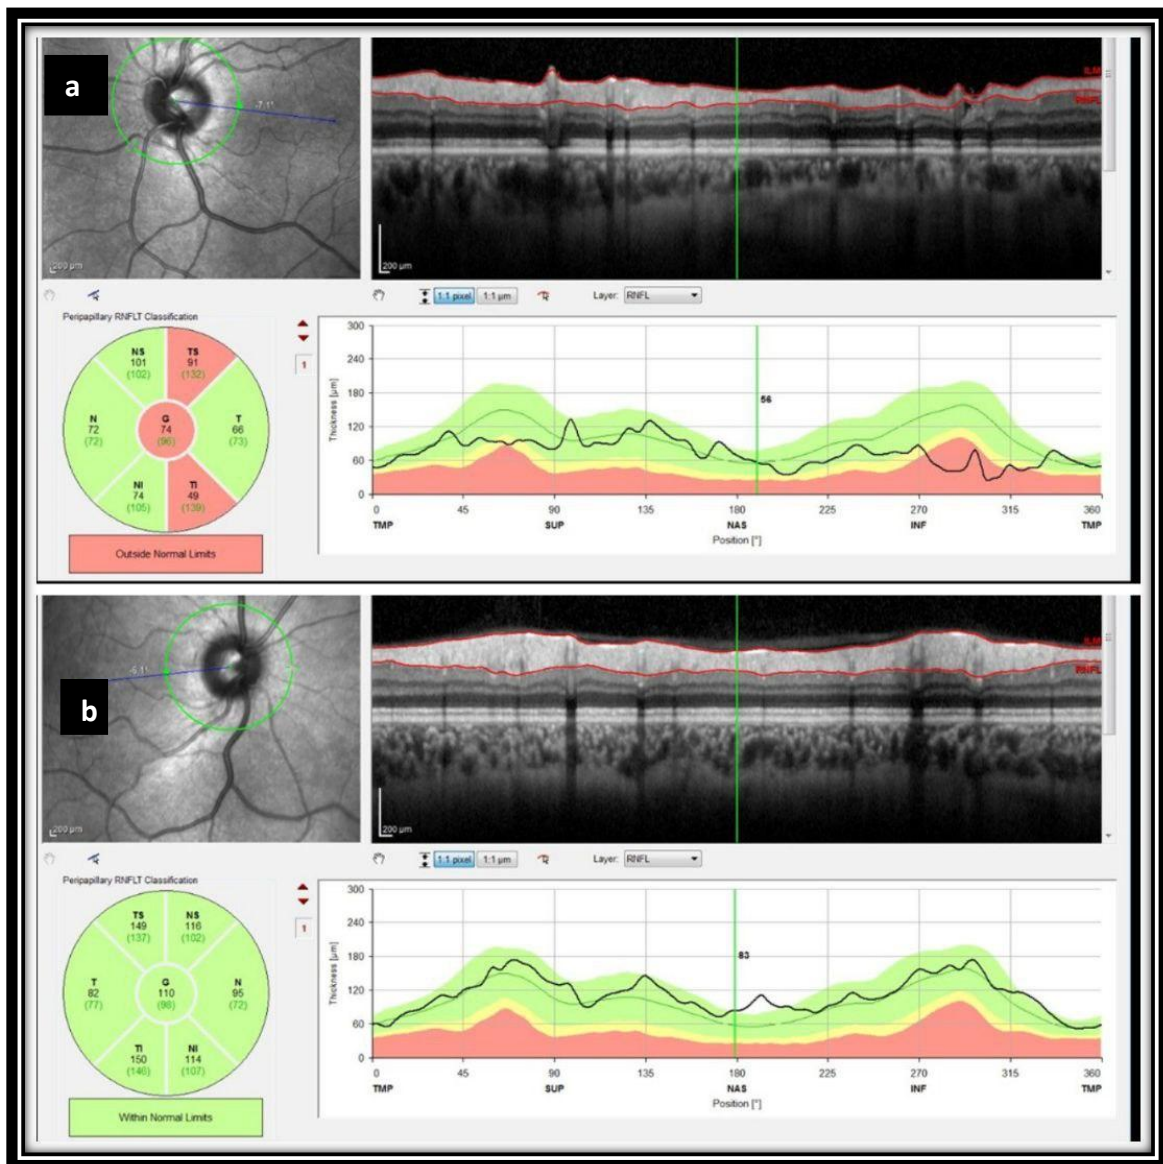 a
-7.1°
200 µm
ILM
RNFL
200 µm
1:1 pixel 1:1 µm Layer: RNFL
Peripapillary RNFLT Classification
NS
101
(102)
TS
91
(132)
N
72
(72)
G
74
(96)
T
66
(73)
NI
74
(105)
TI
49
(139)
Outside Normal Limits
1
Thickness [µm]
300
240
180
120
60
0
56
0 45 90 135 180 225 270 315 360
TMP SUP NAS INF TMP
Position [°]
b
200 µm
ILM
RNFL
200 µm
1:1 pixel 1:1 µm Layer: RNFL
Peripapillary RNFLT Classification
TS
149
(137)
NS
116
(102)
T
82
(77)
G
110
(98)
N
95
(72)
TI
150
(146)
NI
114
(107)
Within Normal Limits
1
Thickness [µm]
300
240
180
120
60
0
83
0 45 90 135 180 225 270 315 360
TMP SUP NAS INF TMP
Position [°]